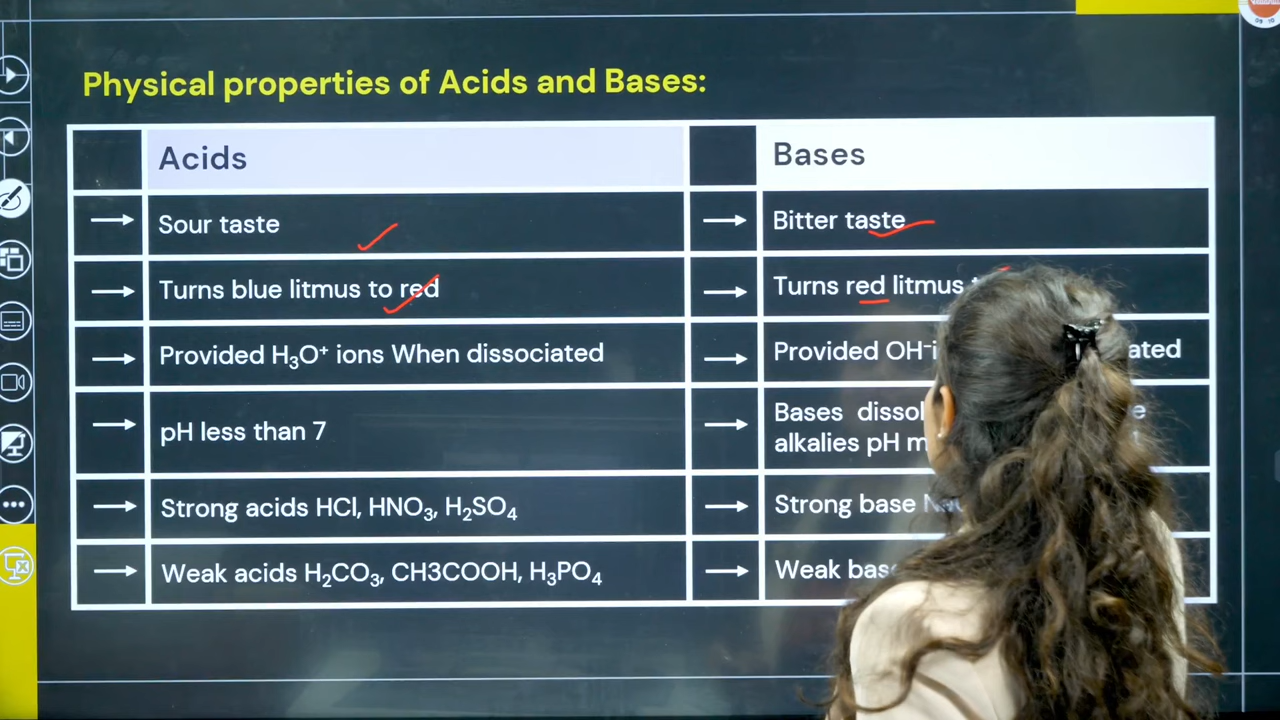 Physical properties of Acids and Bases:
Acids
Bases
Sour taste
Bitter taste
Turns blue litmus to red
Turns red litmus
Provided H₃O⁺ ions When dissociated
Provided OH⁻
pH less than 7
Bases
alkalies pH
Strong acids HCl, HNO₃, H₂SO₄
Strong base
Weak acids H₂CO₃, CH3COOH, H₃PO₄
Weak